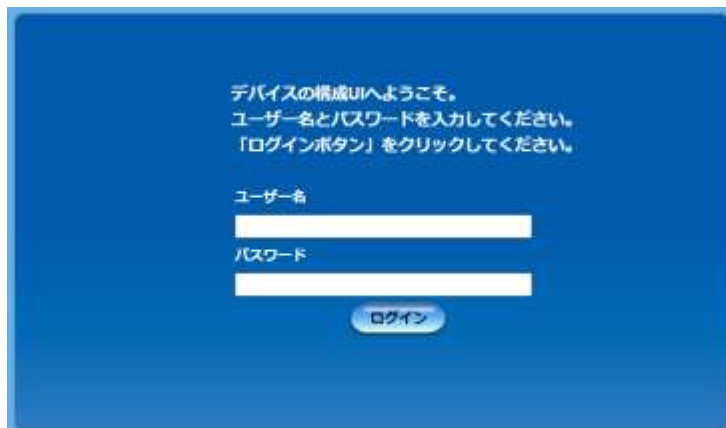 デバイスの構成UIへようこそ。
ユーザー名とパスワードを入力してください。
「ログインボタン」をクリックしてください。
ユーザー名
パスワード
ログイン